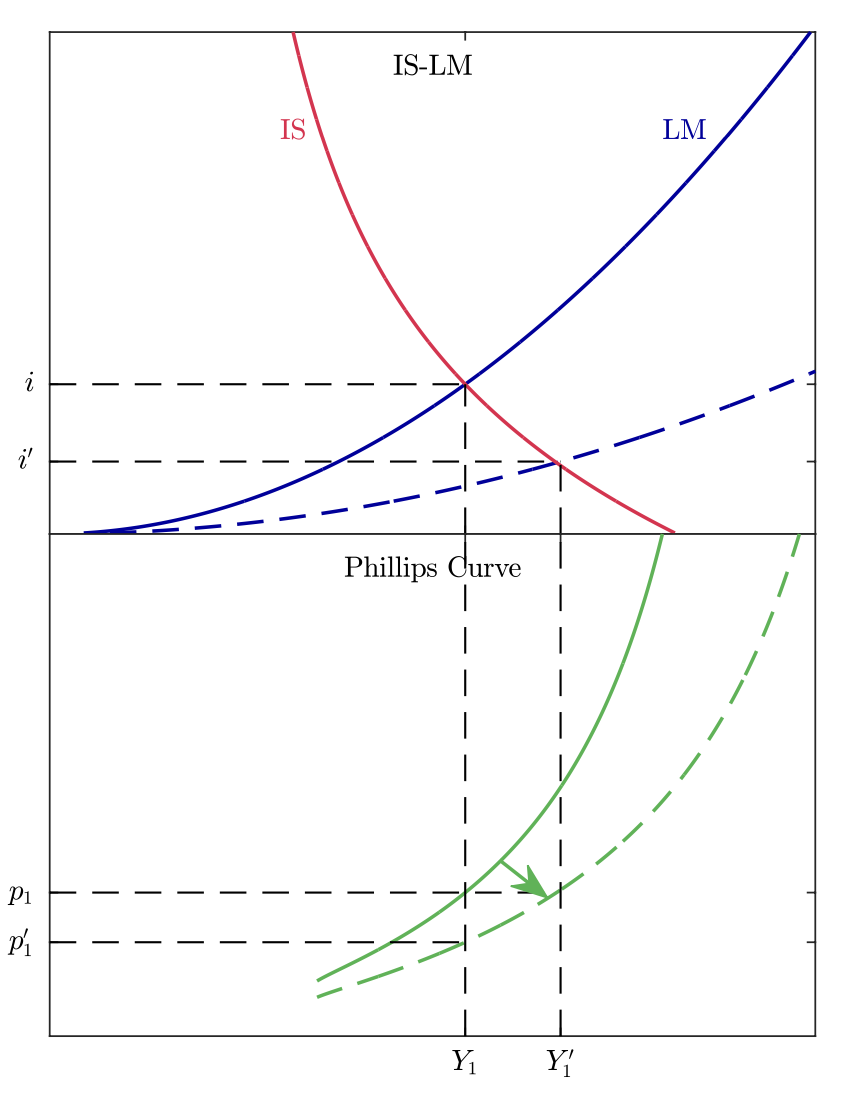 IS-LM
IS
LM
i
i′
Phillips Curve
p₁
p′₁
Y₁
Y′₁